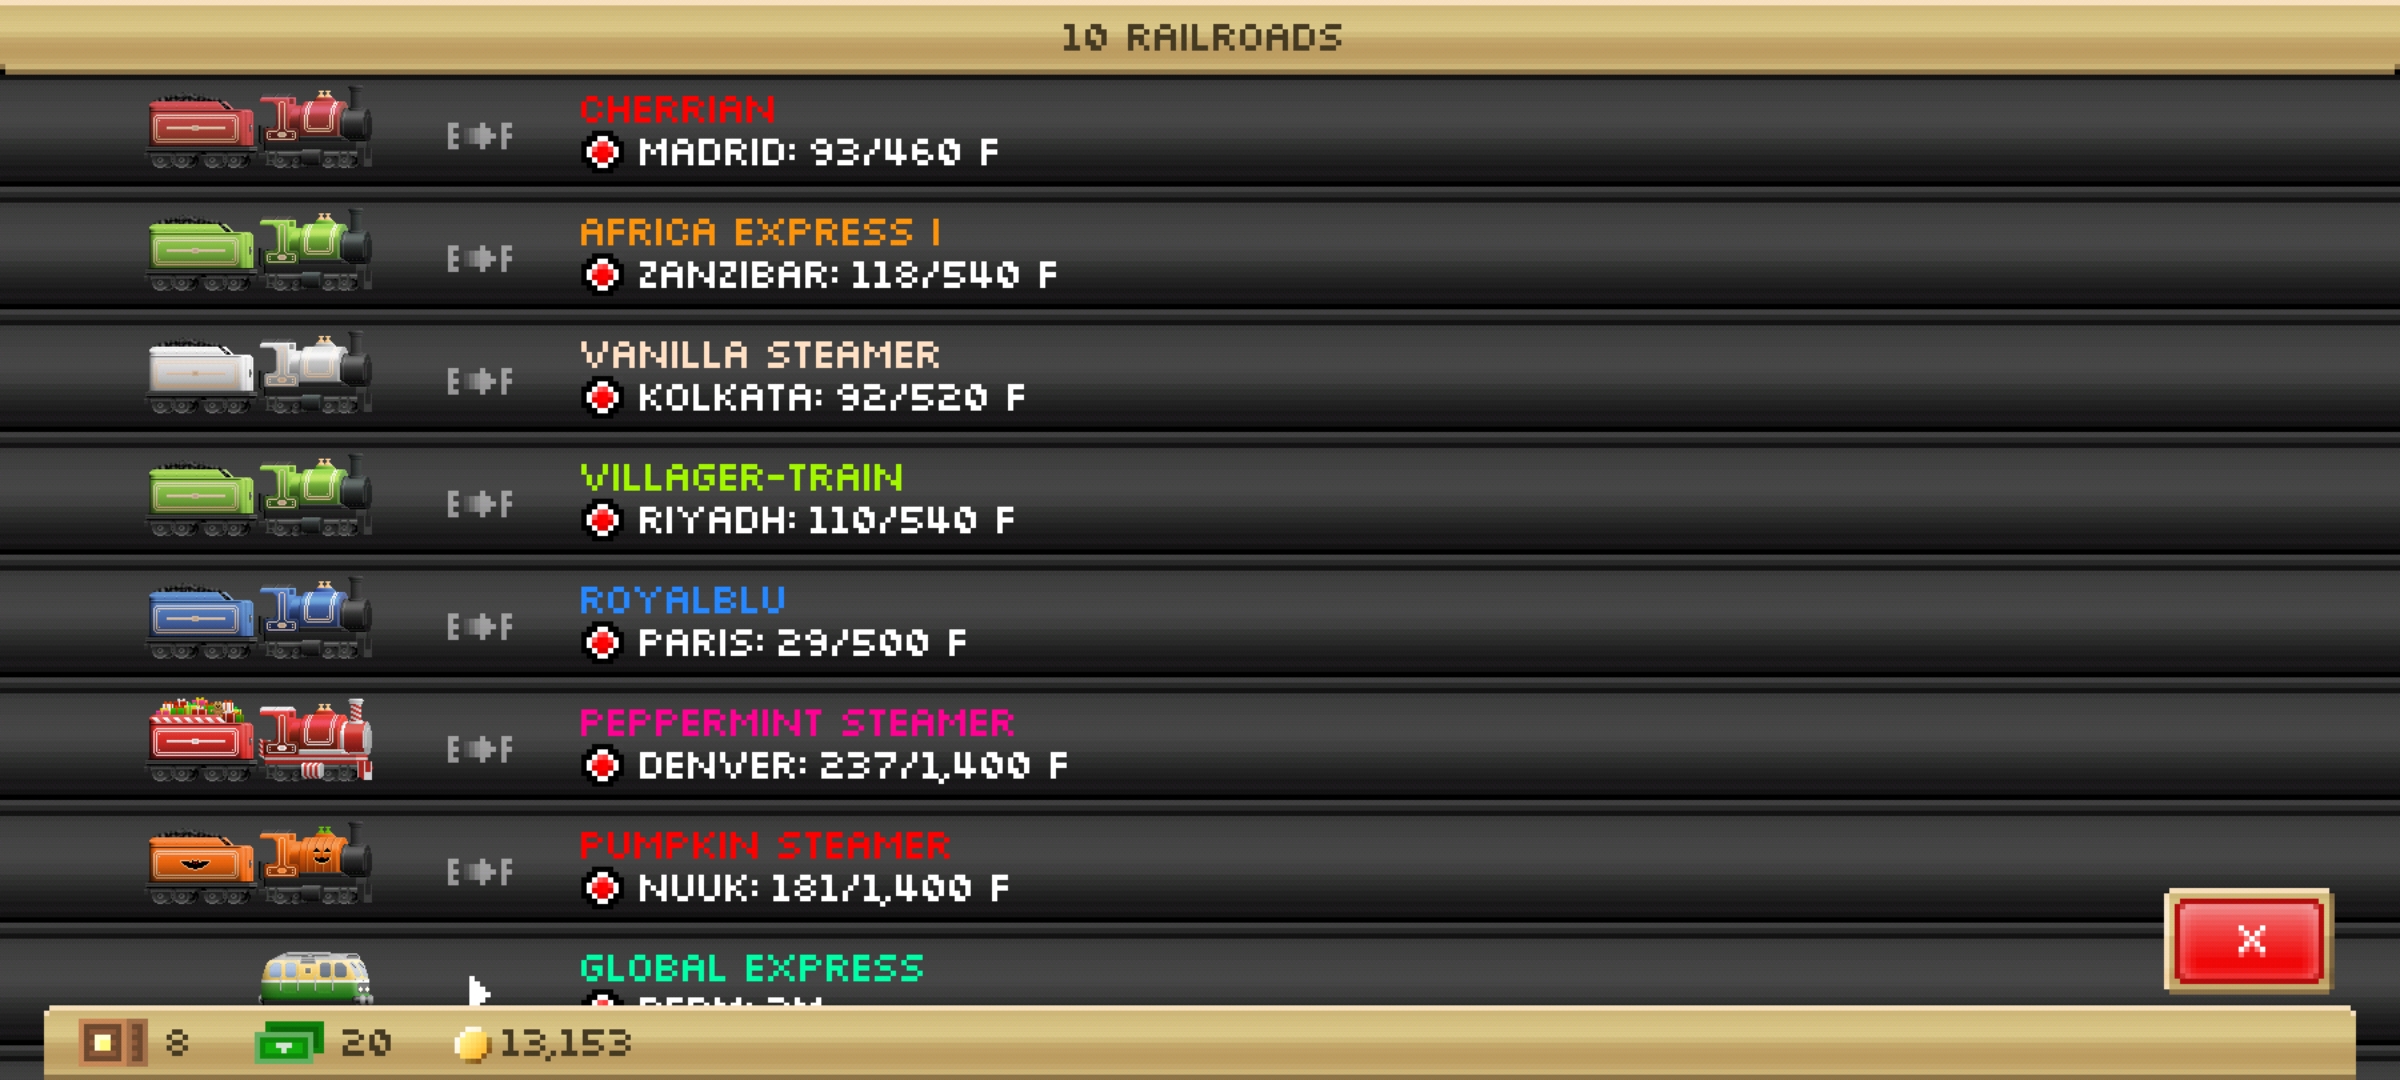 10 RAILROADS
E F
CHERRIAN
MADRID: 93/460 F
E F
AFRICA EXPRESS I
ZANZIBAR: 118/540 F
E F
VANILLA STEAMER
KOLKATA: 92/520 F
E F
VILLAGER-TRAIN
RIYADH: 110/540 F
E F
ROYALBLU
PARIS: 29/500 F
E F
PEPPERMINT STEAMER
DENVER: 237/1,400 F
E F
PUMPKIN STEAMER
NUUK: 181/1,400 F
GLOBAL EXPRESS
8 20 13,153
X